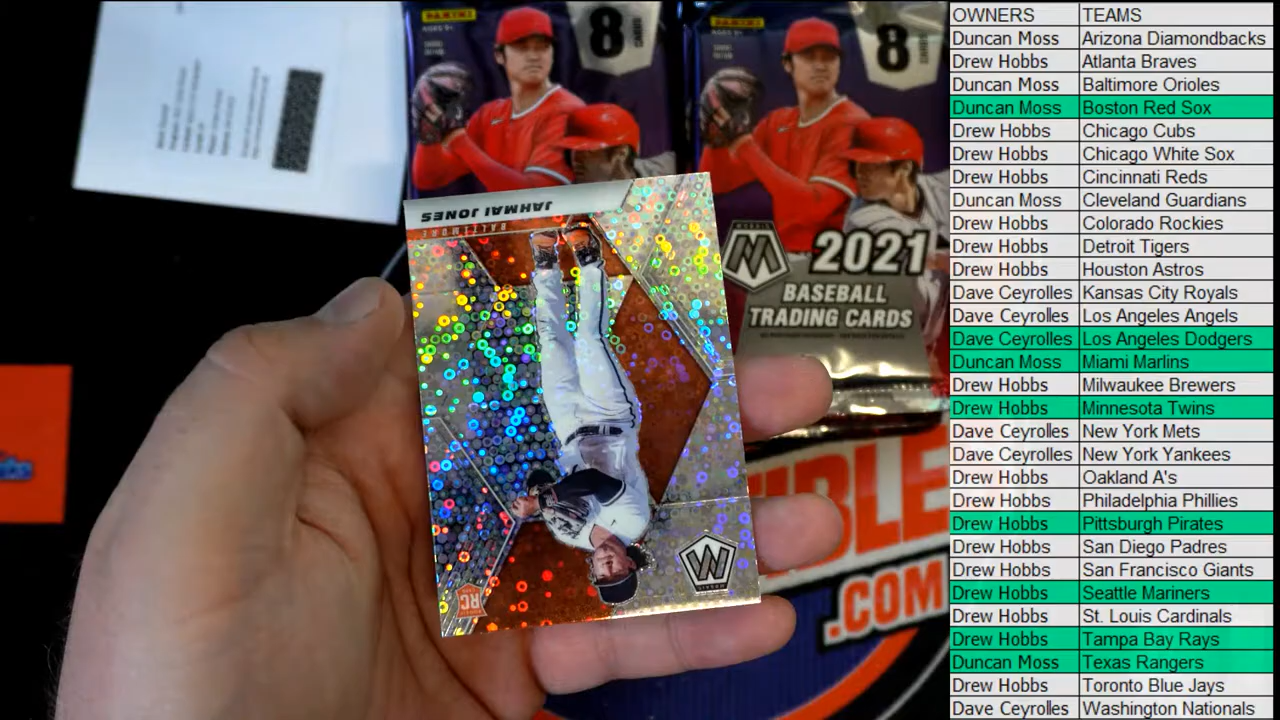 PANINI
8
PANINI
8
JAHMAI JONES
BALTIMORE
RC
MOSAIC
2021
BASEBALL
TRADING CARDS
IBLE
.COM
OWNERS TEAMS
Duncan Moss Arizona Diamondbacks
Drew Hobbs Atlanta Braves
Duncan Moss Baltimore Orioles
Duncan Moss Boston Red Sox
Drew Hobbs Chicago Cubs
Drew Hobbs Chicago White Sox
Drew Hobbs Cincinnati Reds
Duncan Moss Cleveland Guardians
Drew Hobbs Colorado Rockies
Drew Hobbs Detroit Tigers
Drew Hobbs Houston Astros
Dave Ceyrolles Kansas City Royals
Dave Ceyrolles Los Angeles Angels
Dave Ceyrolles Los Angeles Dodgers
Duncan Moss Miami Marlins
Drew Hobbs Milwaukee Brewers
Drew Hobbs Minnesota Twins
Dave Ceyrolles New York Mets
Dave Ceyrolles New York Yankees
Drew Hobbs Oakland A's
Drew Hobbs Philadelphia Phillies
Drew Hobbs Pittsburgh Pirates
Drew Hobbs San Diego Padres
Drew Hobbs San Francisco Giants
Drew Hobbs Seattle Mariners
Drew Hobbs St. Louis Cardinals
Drew Hobbs Tampa Bay Rays
Duncan Moss Texas Rangers
Drew Hobbs Toronto Blue Jays
Dave Ceyrolles Washington Nationals